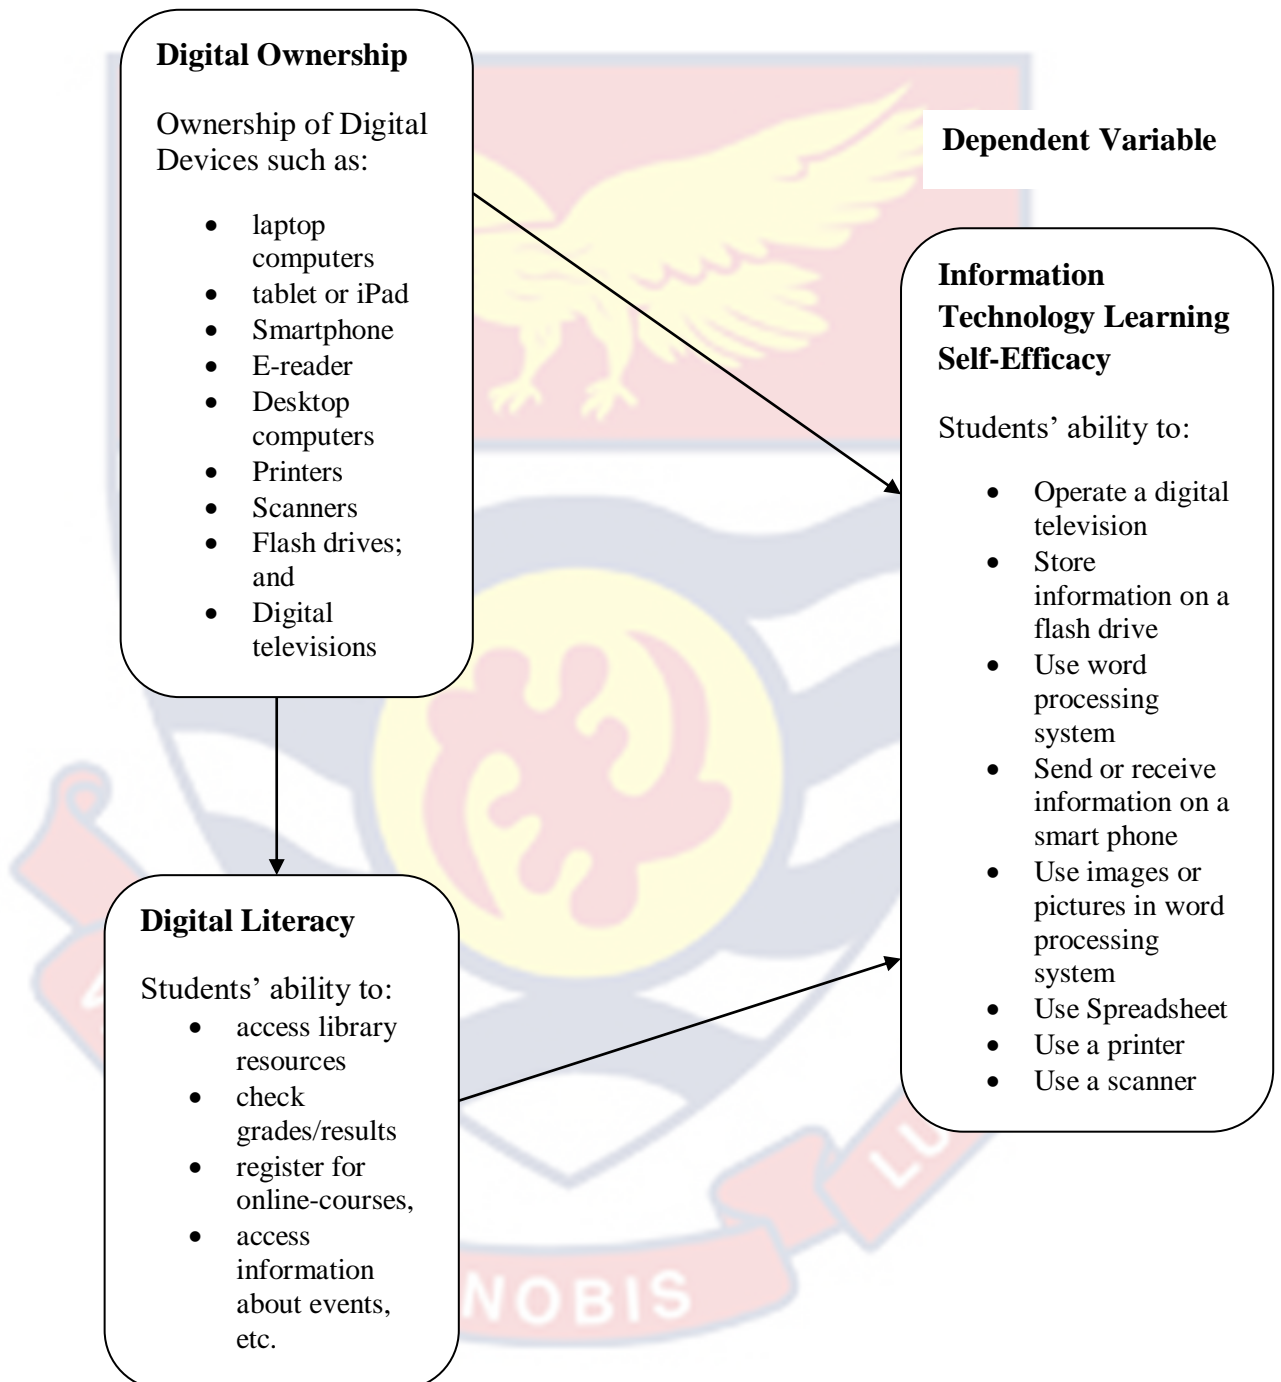 Digital Ownership
Ownership of Digital
Devices such as:
• laptop
computers
• tablet or iPad
• Smartphone
• E-reader
• Desktop
computers
• Printers
• Scanners
• Flash drives;
and
• Digital
televisions
Dependent Variable
Information
Technology Learning
Self-Efficacy
Students’ ability to:
• Operate a digital
television
• Store
information on a
flash drive
• Use word
processing
system
• Send or receive
information on a
smart phone
• Use images or
pictures in word
processing
system
• Use Spreadsheet
• Use a printer
• Use a scanner
Digital Literacy
Students’ ability to:
• access library
resources
• check
grades/results
• register for
online-courses,
• access
information
about events,
etc.
NOBIS
LU